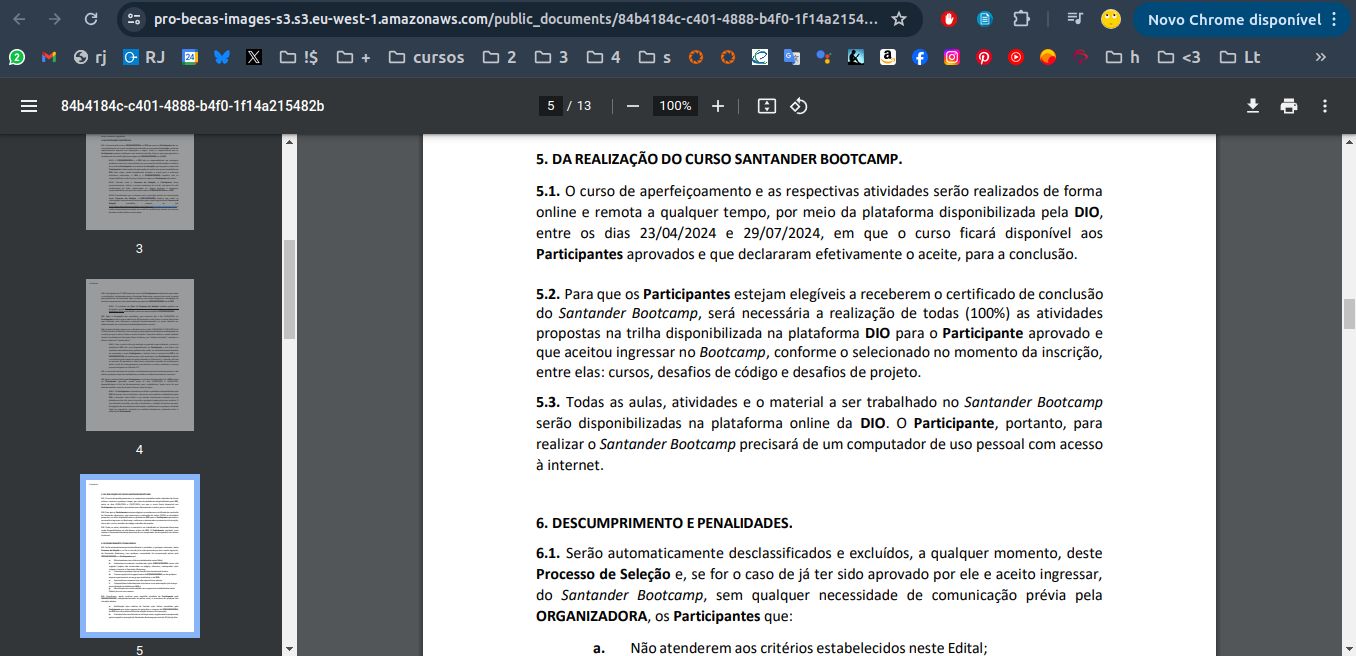 pro-becas-images-s3.s3.eu-west-1.amazonaws.com/public_documents/84b4184c-c401-4888-b4f0-1f14a2154...
Novo Chrome disponível
2
rj
RJ
24
!$
+
cursos
2
3
4
s
h
<3
Lt
»
84b4184c-c401-4888-b4f0-1f14a215482b
5 / 13
100%
3
4
5
5. DA REALIZAÇÃO DO CURSO SANTANDER BOOTCAMP.
5.1. O curso de aperfeiçoamento e as respectivas atividades serão realizados de forma
online e remota a qualquer tempo, por meio da plataforma disponibilizada pela DIO,
entre os dias 23/04/2024 e 29/07/2024, em que o curso ficará disponível aos
Participantes aprovados e que declararam efetivamente o aceite, para a conclusão.
5.2. Para que os Participantes estejam elegíveis a receberem o certificado de conclusão
do Santander Bootcamp, será necessária a realização de todas (100%) as atividades
propostas na trilha disponibilizada na plataforma DIO para o Participante aprovado e
que aceitou ingressar no Bootcamp, conforme o selecionado no momento da inscrição,
entre elas: cursos, desafios de código e desafios de projeto.
5.3. Todas as aulas, atividades e o material a ser trabalhado no Santander Bootcamp
serão disponibilizadas na plataforma online da DIO. O Participante, portanto, para
realizar o Santander Bootcamp precisará de um computador de uso pessoal com acesso
à internet.
6. DESCUMPRIMENTO E PENALIDADES.
6.1. Serão automaticamente desclassificados e excluídos, a qualquer momento, deste
Processo de Seleção e, se for o caso de já ter sido aprovado por ele e aceito ingressar,
do Santander Bootcamp, sem qualquer necessidade de comunicação prévia pela
ORGANIZADORA, os Participantes que:
a. Não atenderem aos critérios estabelecidos neste Edital;